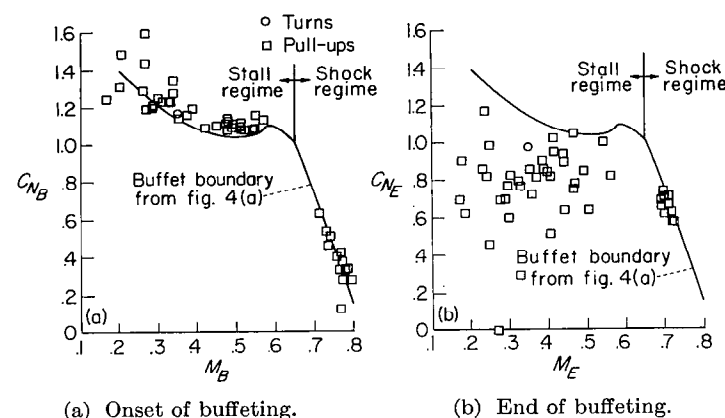 ○ Turns
□ Pull-ups
1.6
1.4
1.2
1.0
.8
.6
.4
.2
0
C_{N_B}
Stall regime
Shock regime
Buffet boundary
from fig. 4(a)
(a)
.1 .2 .3 .4 .5 .6 .7 .8
M_B
(a) Onset of buffeting.
1.6
1.4
1.2
1.0
.8
.6
.4
.2
0
C_{N_E}
Stall regime
Shock regime
Buffet boundary
from fig. 4(a)
(b)
.1 .2 .3 .4 .5 .6 .7 .8
M_E
(b) End of buffeting.